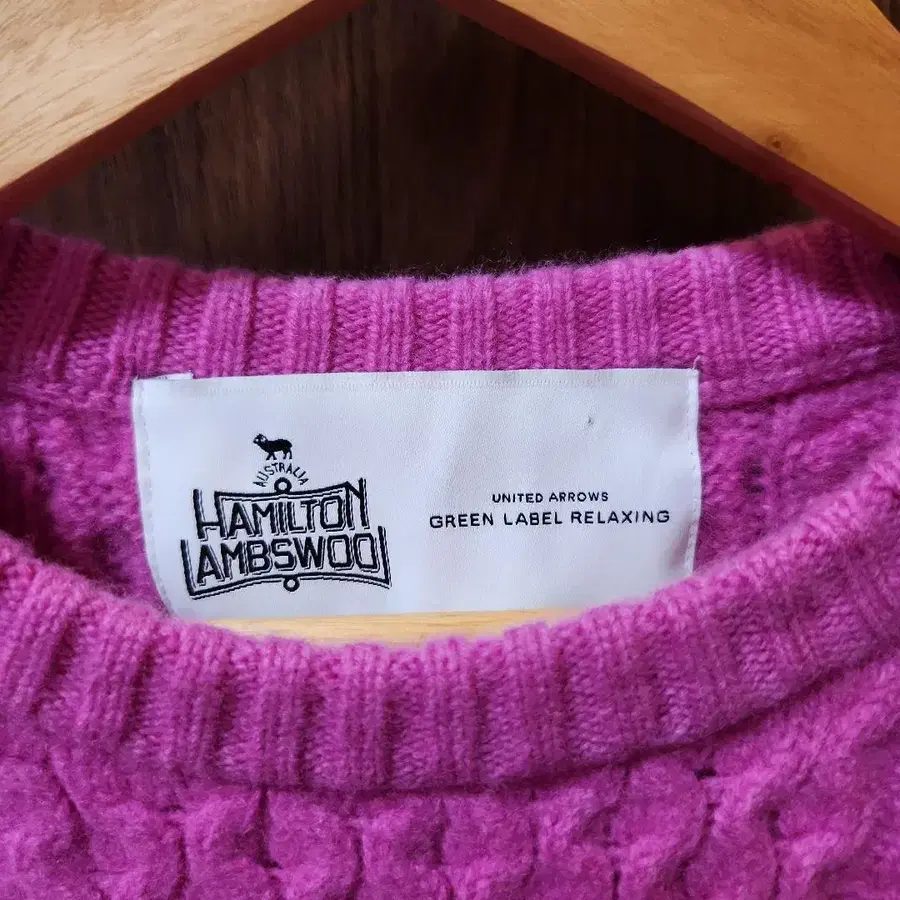 AUSTRALIA
HAMILTON
LAMBSWOOL
UNITED ARROWS
GREEN LABEL RELAXING